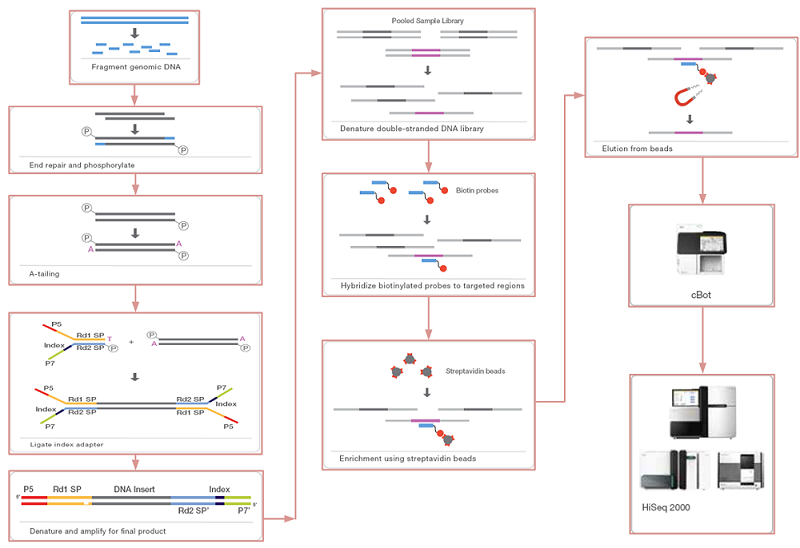 Fragment genomic DNA
P
P
End repair and phosphorylate
P
P
P
A
A
P
A-tailing
P5
Rd1 SP
T
Index
Rd2 SP
P
P7
+
P
A
A
P
P5
Rd1 SP
Rd2 SP
P7
Index
Index
Rd2 SP
Rd1 SP
P7
P5
Ligate index adapter
P5
Rd1 SP
DNA Insert
Index
5'
5'
Rd2 SP'
P7'
Denature and amplify for final product
Pooled Sample Library
Denature double-stranded DNA library
Biotin probes
Hybridize biotinylated probes to targeted regions
Streptavidin beads
Enrichment using streptavidin beads
Elution from beads
cBot
HiSeq 2000